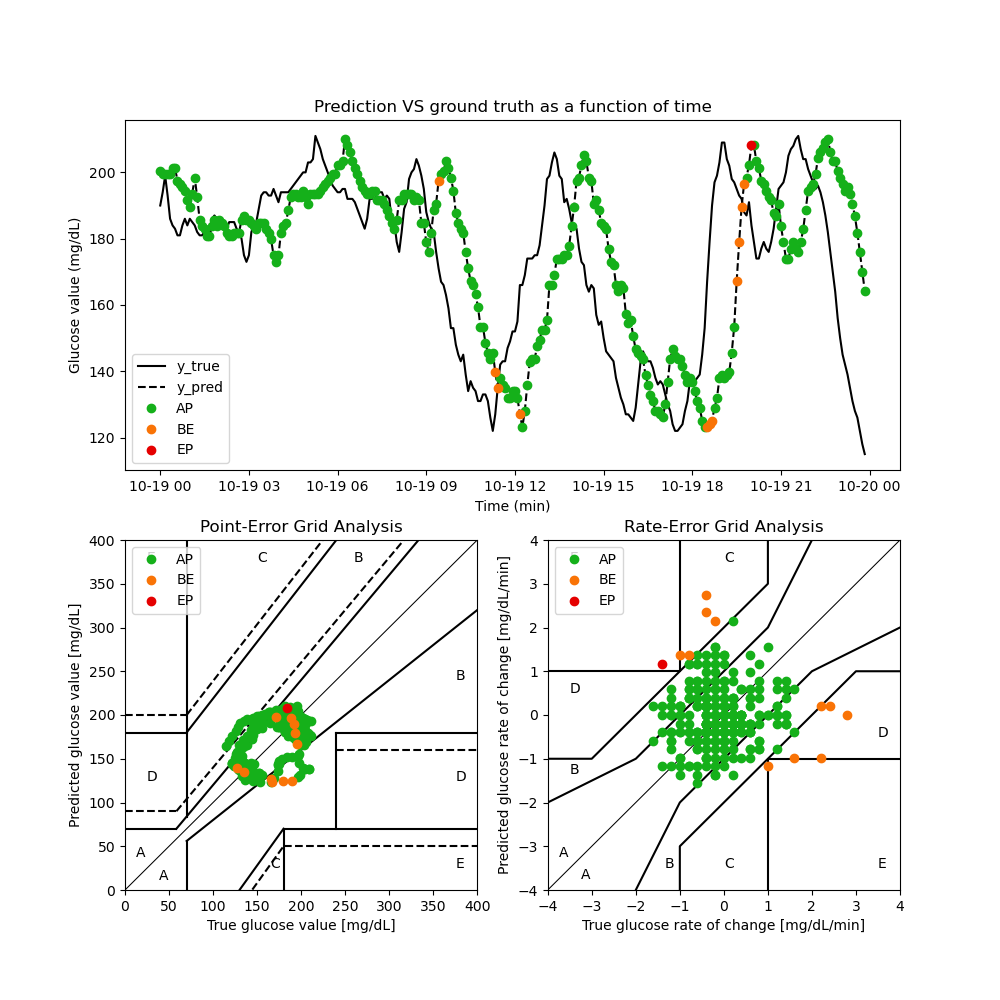 Prediction VS ground truth as a function of time
Glucose value (mg/dL)
200
180
160
140
120
y_true
y_pred
AP
BE
EP
10-19 00 10-19 03 10-19 06 10-19 09 10-19 12 10-19 15 10-19 18 10-19 21 10-20 00
Time (min)
Point-Error Grid Analysis
Predicted glucose value [mg/dL]
400
350
300
250
200
150
100
50
0
AP
BE
EP
C
B
B
D
D
A
A
C
E
0 50 100 150 200 250 300 350 400
True glucose value [mg/dL]
Rate-Error Grid Analysis
Predicted glucose rate of change [mg/dL/min]
4
3
2
1
0
−1
−2
−3
−4
AP
BE
EP
C
D
D
B
A
A
B
C
E
−4 −3 −2 −1 0 1 2 3 4
True glucose rate of change [mg/dL/min]